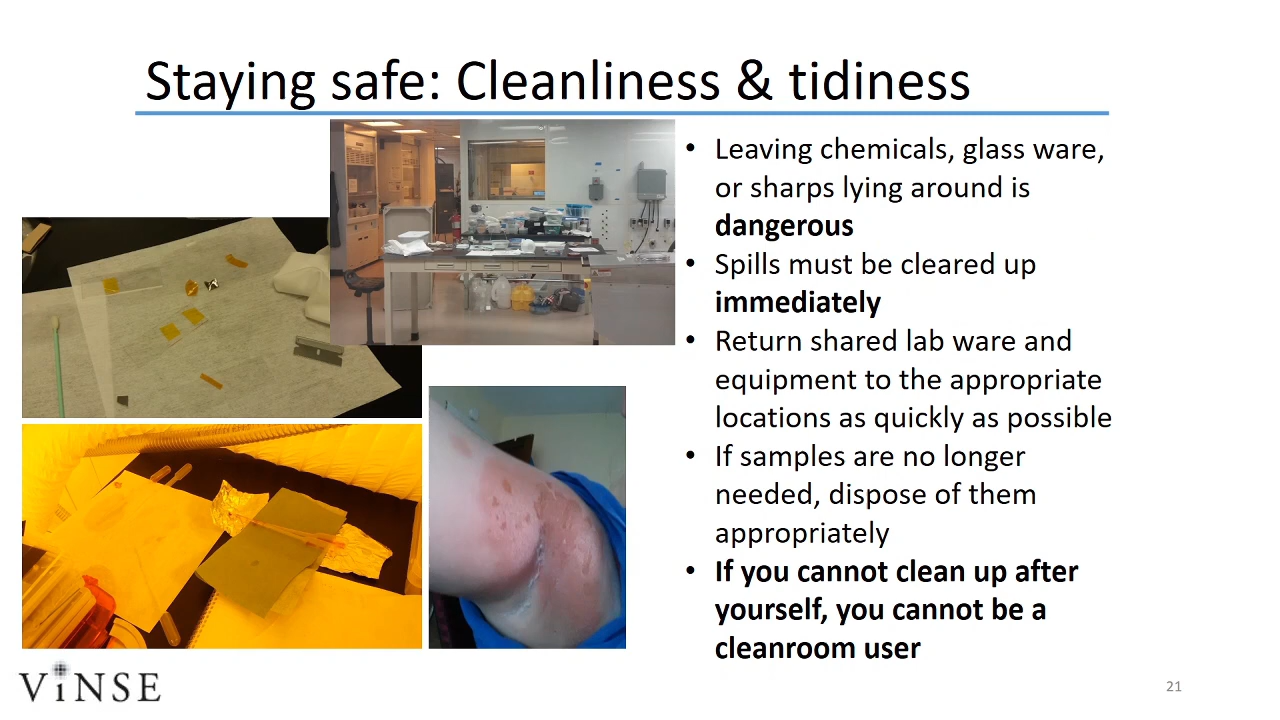 Staying safe: Cleanliness & tidiness
• Leaving chemicals, glass ware,
or sharps lying around is
dangerous
• Spills must be cleared up
immediately
• Return shared lab ware and
equipment to the appropriate
locations as quickly as possible
• If samples are no longer
needed, dispose of them
appropriately
• If you cannot clean up after
yourself, you cannot be a
cleanroom user
ViNSE
21